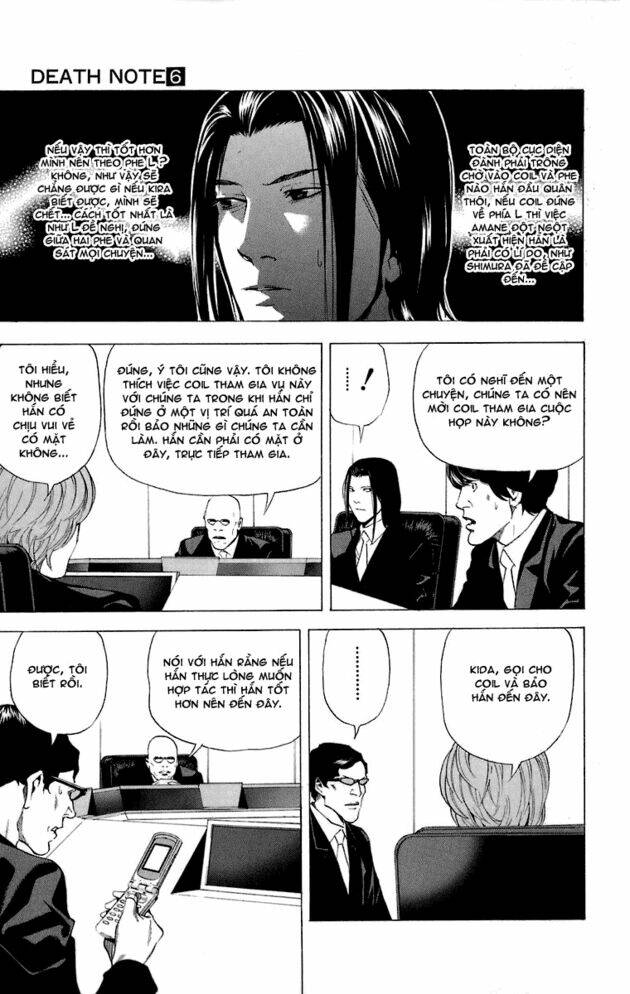 DEATH NOTE 6
TOÀN BỘ CỤC DIỆN
ĐÀNH PHẢI TRÔNG
CHỜ VÀO COIL VÀ PHE
NÀO HẮN ĐẦU QUÂN
THÔI, NẾU COIL ĐỨNG
VỀ PHÍA L THÌ VIỆC
AMANE ĐỘT NGỘT
XUẤT HIỆN HẲN LÀ
PHẢI CÓ LÍ DO, NHƯ
SHIMURA ĐÃ ĐỀ CẬP
ĐẾN...
NẾU VẬY THÌ TỐT HƠN
MÌNH NÊN THEO PHE L?
KHÔNG, NHƯ VẬY SẼ
CHẲNG ĐƯỢC GÌ NẾU KIRA
BIẾT ĐƯỢC, MÌNH SẼ
CHẾT... CÁCH TỐT NHẤT LÀ
NHƯ L ĐỀ NGHỊ, ĐỨNG
GIỮA HAI PHE VÀ QUAN
SÁT MỌI CHUYỆN...
TÔI CÓ NGHĨ ĐẾN MỘT
CHUYỆN, CHÚNG TA CÓ NÊN
MỜI COIL THAM GIA CUỘC
HỌP NÀY KHÔNG?
......!
ĐÚNG, Ý TÔI CŨNG VẬY. TÔI KHÔNG
THÍCH VIỆC COIL THAM GIA VỤ NÀY
VỚI CHÚNG TA TRONG KHI HẮN CHỈ
ĐỨNG Ở MỘT VỊ TRÍ QUÁ AN TOÀN
RỒI BẢO NHỮNG GÌ CHÚNG TA CẦN
LÀM. HẮN CẦN PHẢI CÓ MẶT Ở
ĐÂY, TRỰC TIẾP THAM GIA.
TÔI HIỂU,
NHƯNG
KHÔNG BIẾT
HẮN CÓ
CHỊU VUI VẺ
CÓ MẶT
KHÔNG...
KIDA, GỌI CHO
COIL VÀ BẢO
HẮN ĐẾN ĐÂY.
.........
NÓI VỚI HẮN RẰNG NẾU
HẮN THỰC LÒNG MUỐN
HỢP TÁC THÌ HẮN TỐT
HƠN NÊN ĐẾN ĐÂY.
ĐƯỢC, TÔI
BIẾT RỒI.